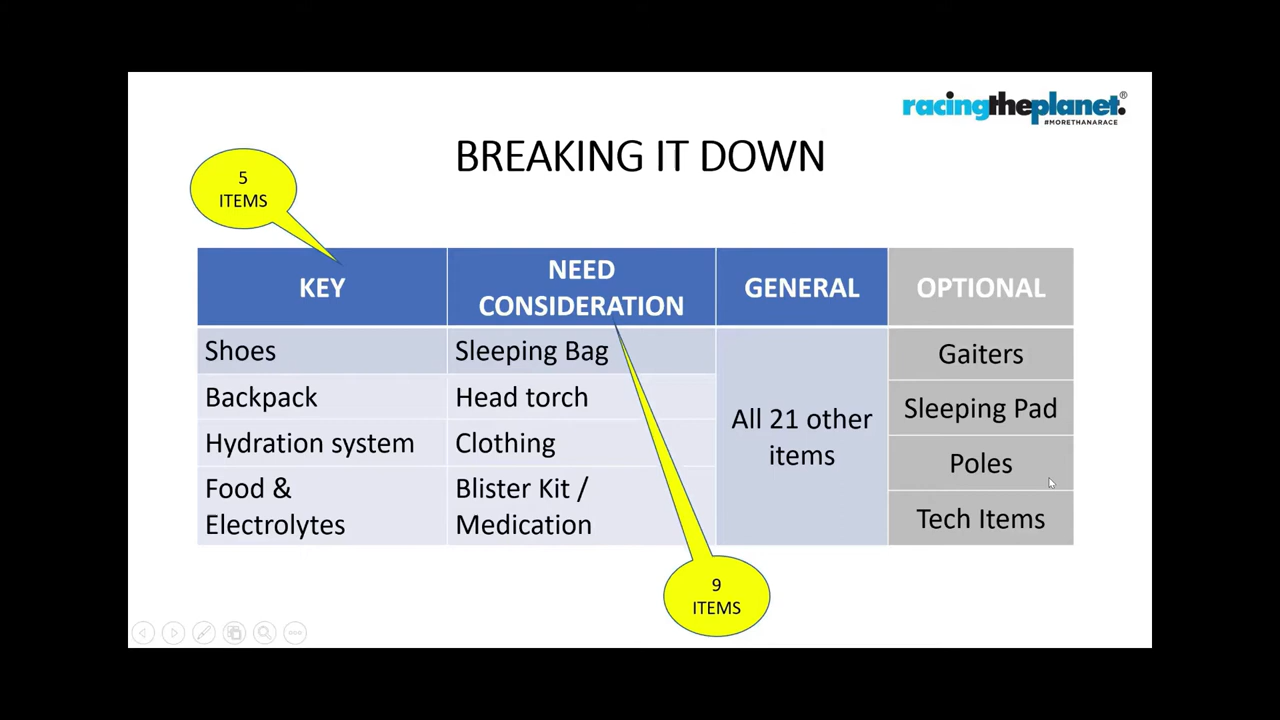 racingtheplanet.®
#MORETHANARACE
BREAKING IT DOWN
5
ITEMS
KEY
NEED
CONSIDERATION
GENERAL
OPTIONAL
Shoes
Sleeping Bag
Gaiters
Backpack
Head torch
Sleeping Pad
Hydration system
Clothing
All 21 other
items
Poles
Food &
Electrolytes
Blister Kit /
Medication
Tech Items
9
ITEMS